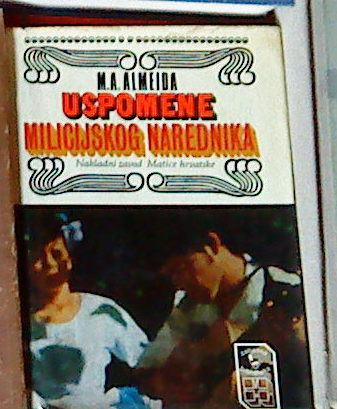 M.A. ALMEIDA
USPOMENE
MILICIJSKOG NAREDNIKA
Nakladni zavod Matice hrvatske